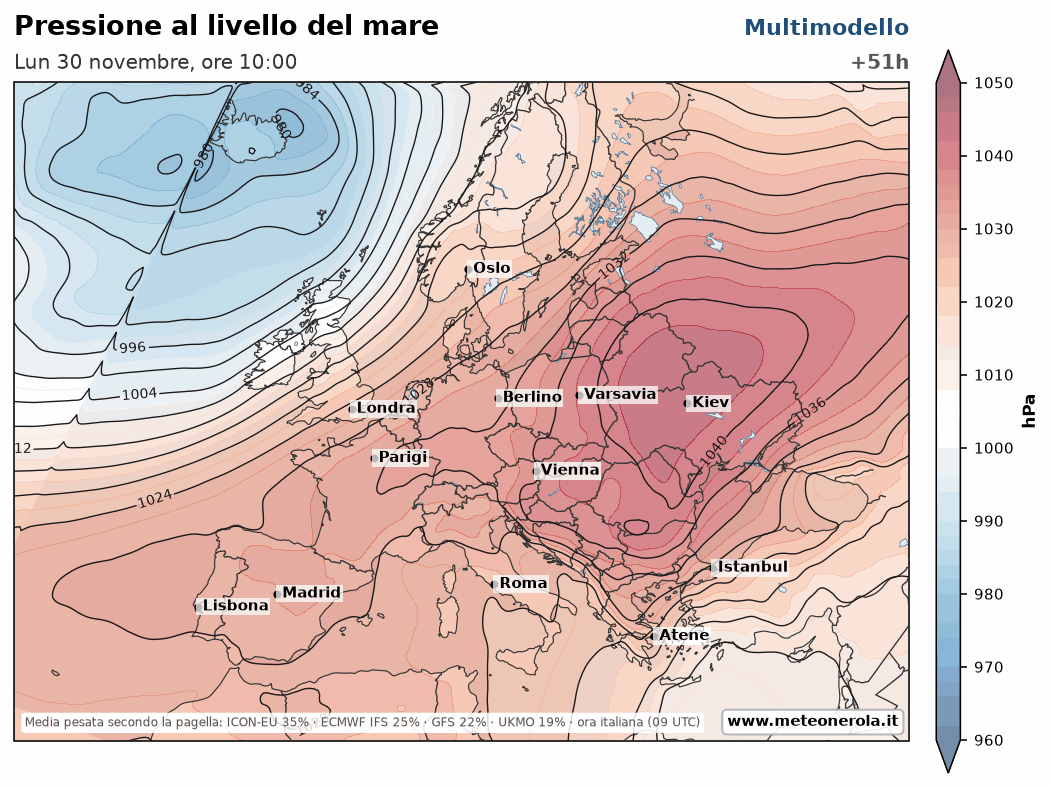 Pressione al livello del mare
Multimodello
Lun 30 novembre, ore 10:00
+51h
984
980
980
1032
996
1004
1028
1036
12
1040
1024
Oslo
Berlino
Varsavia
Kiev
Londra
Parigi
Vienna
Istanbul
Roma
Madrid
Lisbona
Atene
Media pesata secondo la pagella: ICON-EU 35% · ECMWF IFS 25% · GFS 22% · UKMO 19% · ora italiana (09 UTC)
www.meteonerola.it
1050
1040
1030
1020
1010
1000
990
980
970
960
hPa